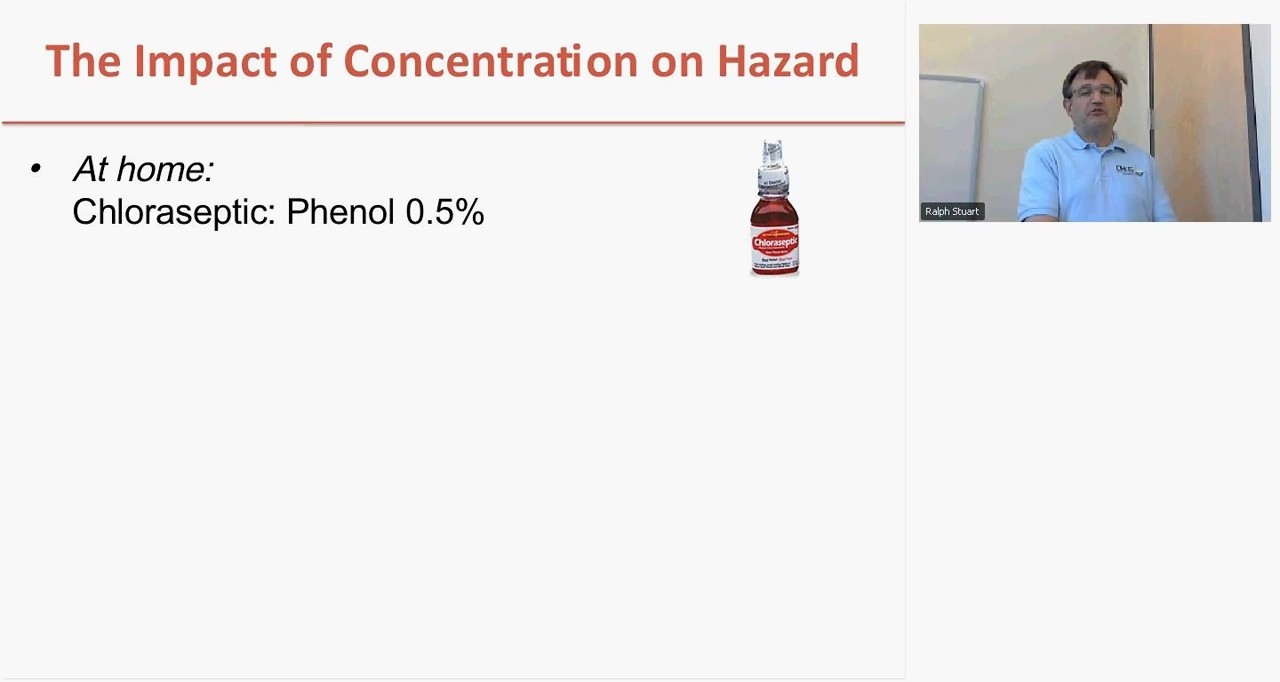 The Impact of Concentration on Hazard
• At home:
Chloraseptic: Phenol 0.5%
Chloraseptic
Ralph Stuart